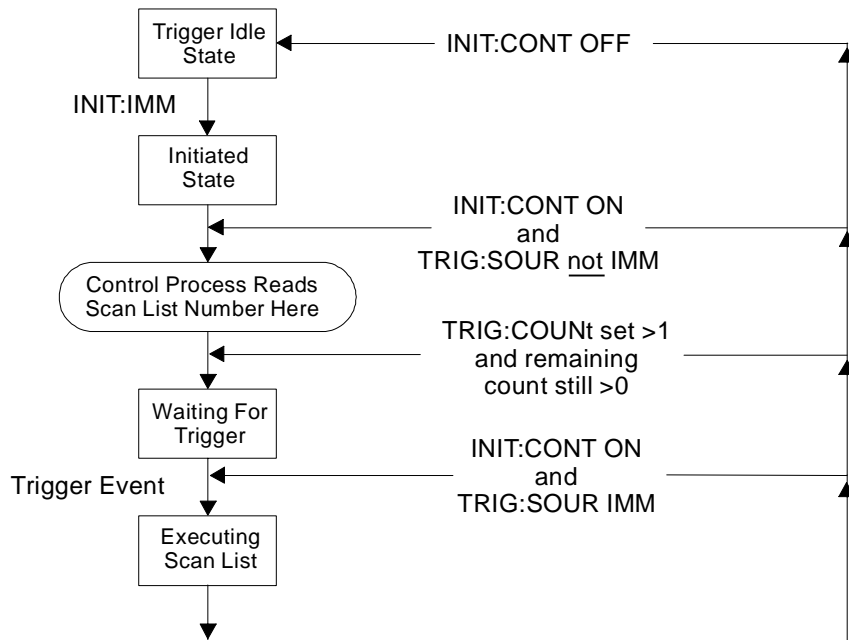 Trigger Idle
State
INIT:CONT OFF
INIT:IMM
Initiated
State
INIT:CONT ON
and
TRIG:SOUR not IMM
Control Process Reads
Scan List Number Here
TRIG:COUNt set >1
and remaining
count still >0
Waiting For
Trigger
INIT:CONT ON
and
TRIG:SOUR IMM
Trigger Event
Executing
Scan List